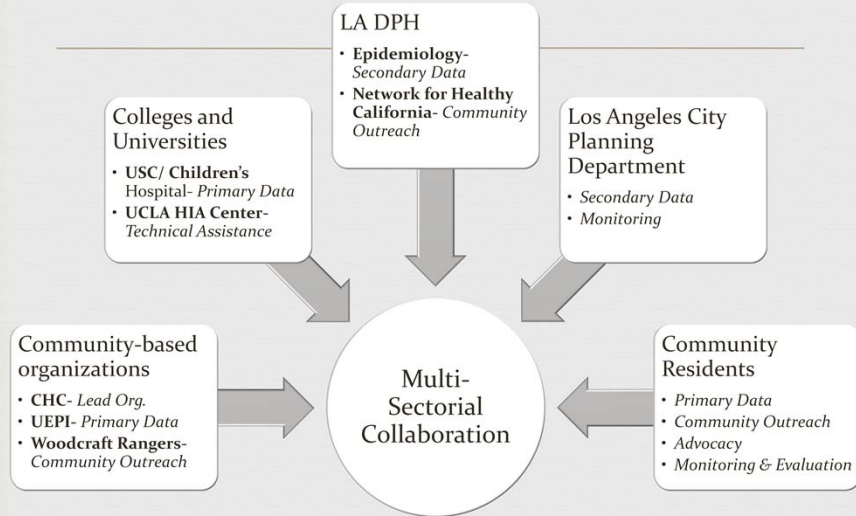 LA DPH
• Epidemiology-
Secondary Data
• Network for Healthy
California- Community
Outreach
Colleges and
Universities
• USC/ Children's
Hospital- Primary Data
• UCLA HIA Center-
Technical Assistance
Los Angeles City
Planning
Department
• Secondary Data
• Monitoring
Community-based
organizations
• CHC- Lead Org.
• UEPI- Primary Data
• Woodcraft Rangers-
Community Outreach
Multi-
Sectorial
Collaboration
Community
Residents
• Primary Data
• Community Outreach
• Advocacy
• Monitoring & Evaluation